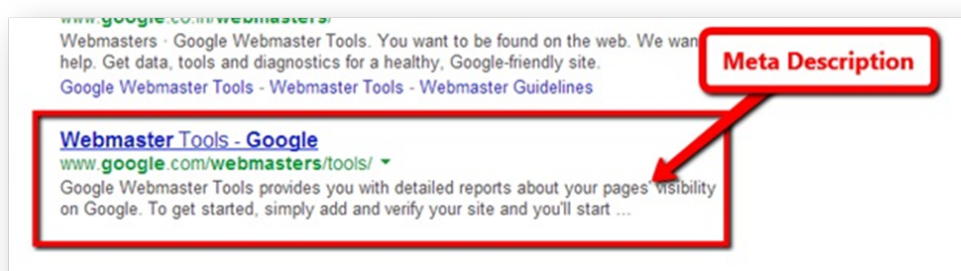 www.google.co.in/webmasters/
Webmasters · Google Webmaster Tools. You want to be found on the web. We wan
help. Get data, tools and diagnostics for a healthy, Google-friendly site.
Google Webmaster Tools - Webmaster Tools - Webmaster Guidelines
Meta Description
Webmaster Tools - Google
www.google.com/webmasters/tools/
Google Webmaster Tools provides you with detailed reports about your pages' visibility
on Google. To get started, simply add and verify your site and you'll start ...